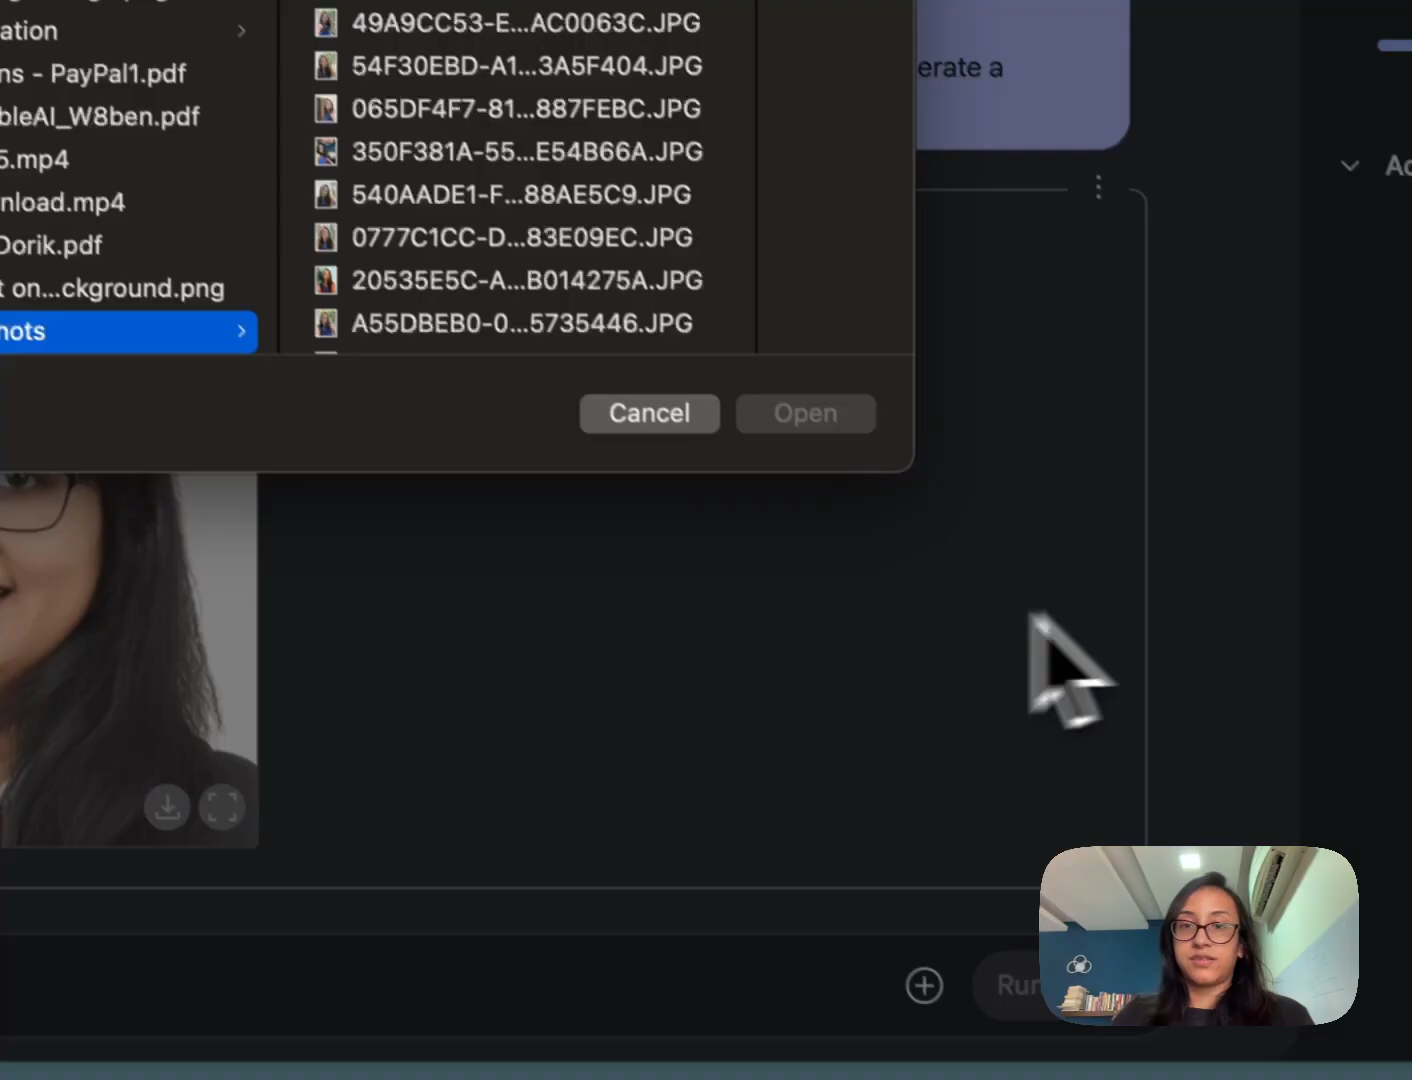 ation
ns - PayPal1.pdf
bleAI_W8ben.pdf
5.mp4
nload.mp4
Dorik.pdf
t on...ckground.png
hots
49A9CC53-E...AC0063C.JPG
54F30EBD-A1...3A5F404.JPG
065DF4F7-81...887FEBC.JPG
350F381A-55...E54B66A.JPG
540AADE1-F...88AE5C9.JPG
0777C1CC-D...83E09EC.JPG
20535E5C-A...B014275A.JPG
A55DBEB0-0...5735446.JPG
Cancel
Open
erate a
Ac
Run